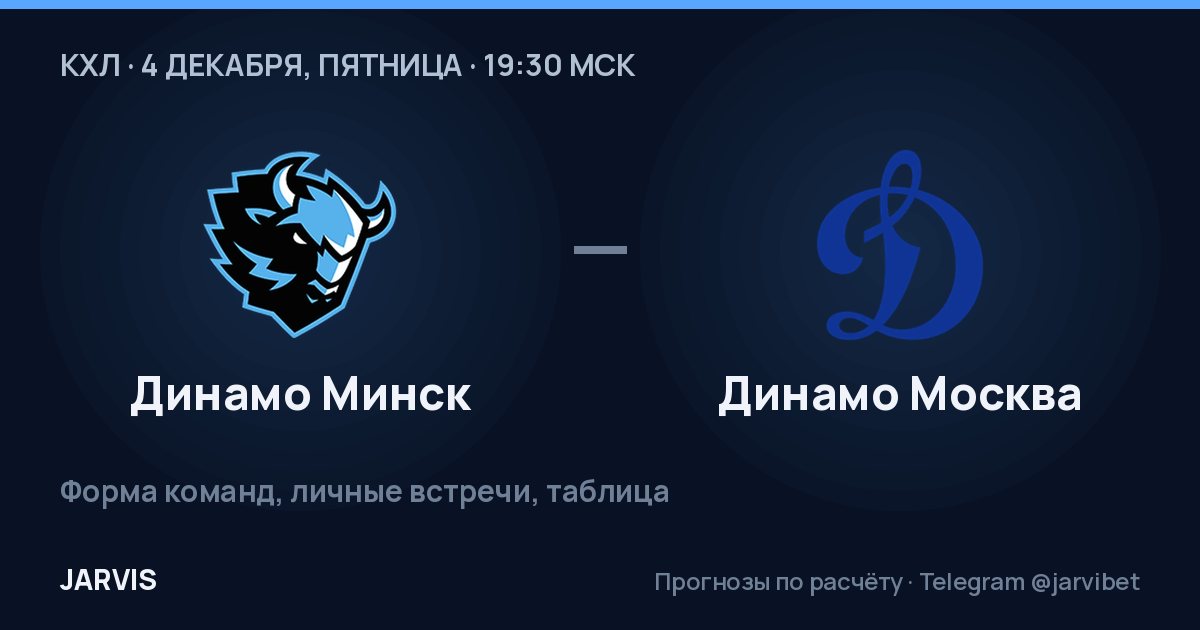 КХЛ · 4 ДЕКАБРЯ, ПЯТНИЦА · 19:30 МСК
Динамо Минск — Динамо Москва
Форма команд, личные встречи, таблица
JARVIS
Прогнозы по расчёту · Telegram @jarvibet